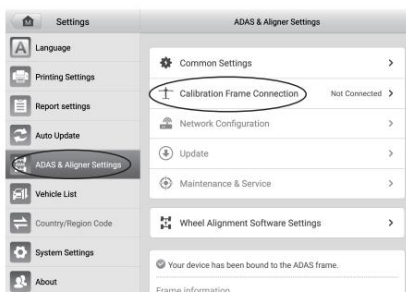 Settings
ADAS & Aligner Settings
Language
Printing Settings
Report settings
Auto Update
ADAS & Aligner Settings
Vehicle List
Country/Region Code
System Settings
About
Common Settings
Calibration Frame Connection Not Connected
Network Configuration
Update
Maintenance & Service
Wheel Alignment Software Settings
Your device has been bound to the ADAS frame.
Frame information